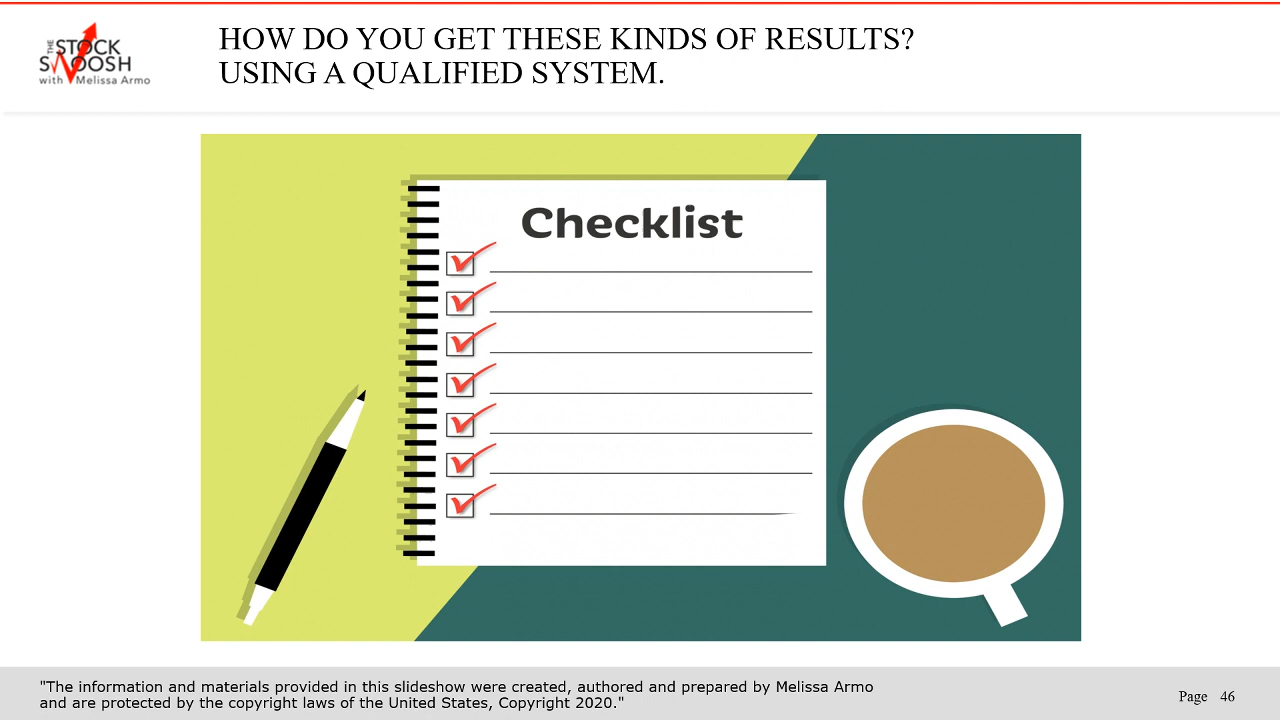 THE
STOCK
SWOOSH
with Melissa Armo
HOW DO YOU GET THESE KINDS OF RESULTS?
USING A QUALIFIED SYSTEM.
Checklist
"The information and materials provided in this slideshow were created, authored and prepared by Melissa Armo
and are protected by the copyright laws of the United States, Copyright 2020."
Page 46